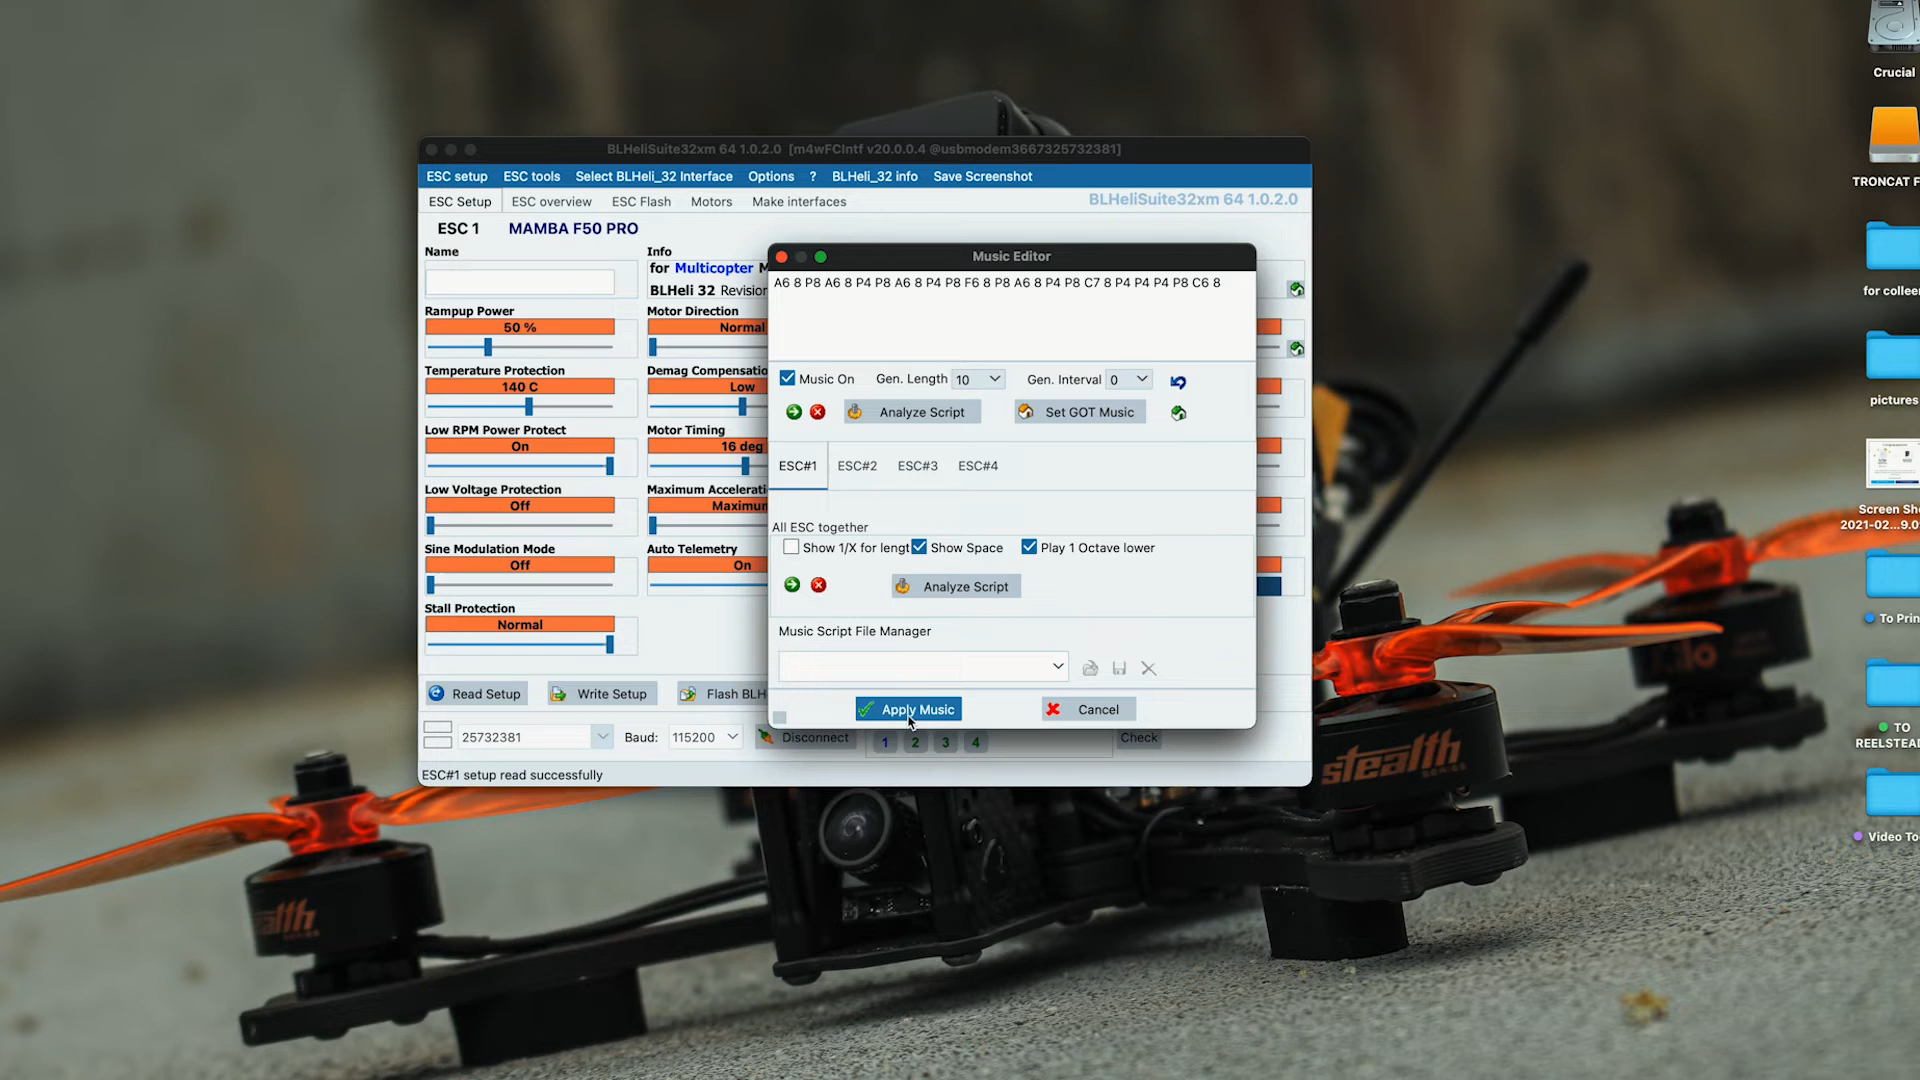 BLHeliSuite32xm 64 1.0.2.0 [m4wFCIntf v20.0.0.4 @usbmodem3667325732381]
ESC setup ESC tools Select BLHeli_32 Interface Options ? BLHeli_32 info Save Screenshot
ESC Setup ESC overview ESC Flash Motors Make interfaces BLHeliSuite32xm 64 1.0.2.0
ESC 1 MAMBA F50 PRO
Name
Info
for Multicopter M
BLHeli 32 Revision
Rampup Power
50 %
Motor Direction
Normal
Temperature Protection
140 C
Demag Compensatio
Low
Low RPM Power Protect
On
Motor Timing
16 deg
Low Voltage Protection
Off
Maximum Accelerati
Maximum
Sine Modulation Mode
Off
Auto Telemetry
On
Stall Protection
Normal
Read Setup Write Setup Flash BLH
25732381 Baud: 115200 Disconnect 1 2 3 4 Check
ESC#1 setup read successfully
Music Editor
A6 8 P8 A6 8 P4 P8 A6 8 P4 P8 F6 8 P8 A6 8 P4 P8 C7 8 P4 P4 P4 P8 C6 8
Music On Gen. Length 10 Gen. Interval 0
Analyze Script Set GOT Music
ESC#1 ESC#2 ESC#3 ESC#4
All ESC together
Show 1/X for lengt Show Space Play 1 Octave lower
Analyze Script
Music Script File Manager
Apply Music Cancel
Crucial
TRONCAT F
for colleen
pictures
Screen Sho
2021-02...9.0
To Prin
TO
REELSTEAD
Video To
stealth
SERIES